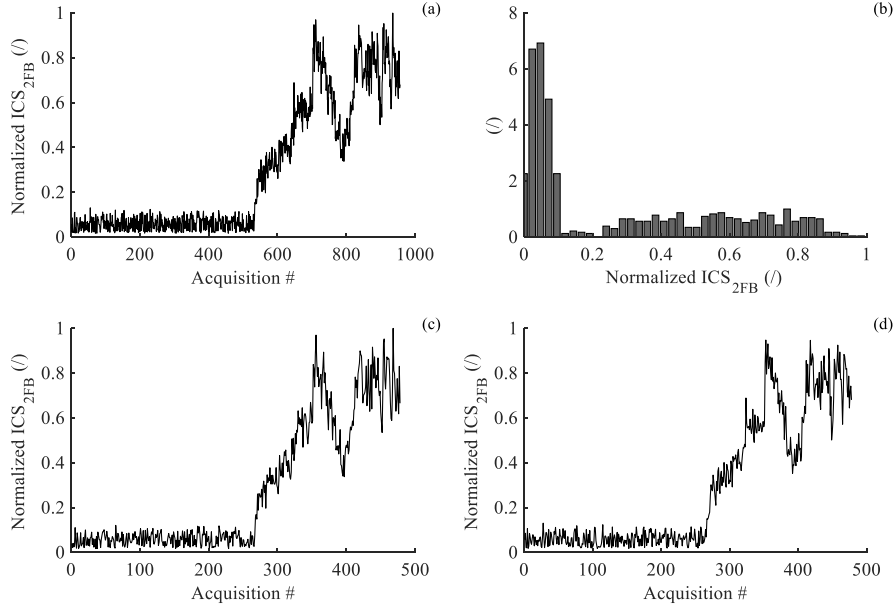 (a)
Normalized ICS2FB (/)
1
0.8
0.6
0.4
0.2
0
0 200 400 600 800 1000
Acquisition #
(b)
(/)
8
6
4
2
0
0 0.2 0.4 0.6 0.8 1
Normalized ICS2FB (/)
(c)
Normalized ICS2FB (/)
1
0.8
0.6
0.4
0.2
0
0 100 200 300 400 500
Acquisition #
(d)
Normalized ICS2FB (/)
1
0.8
0.6
0.4
0.2
0
0 100 200 300 400 500
Acquisition #